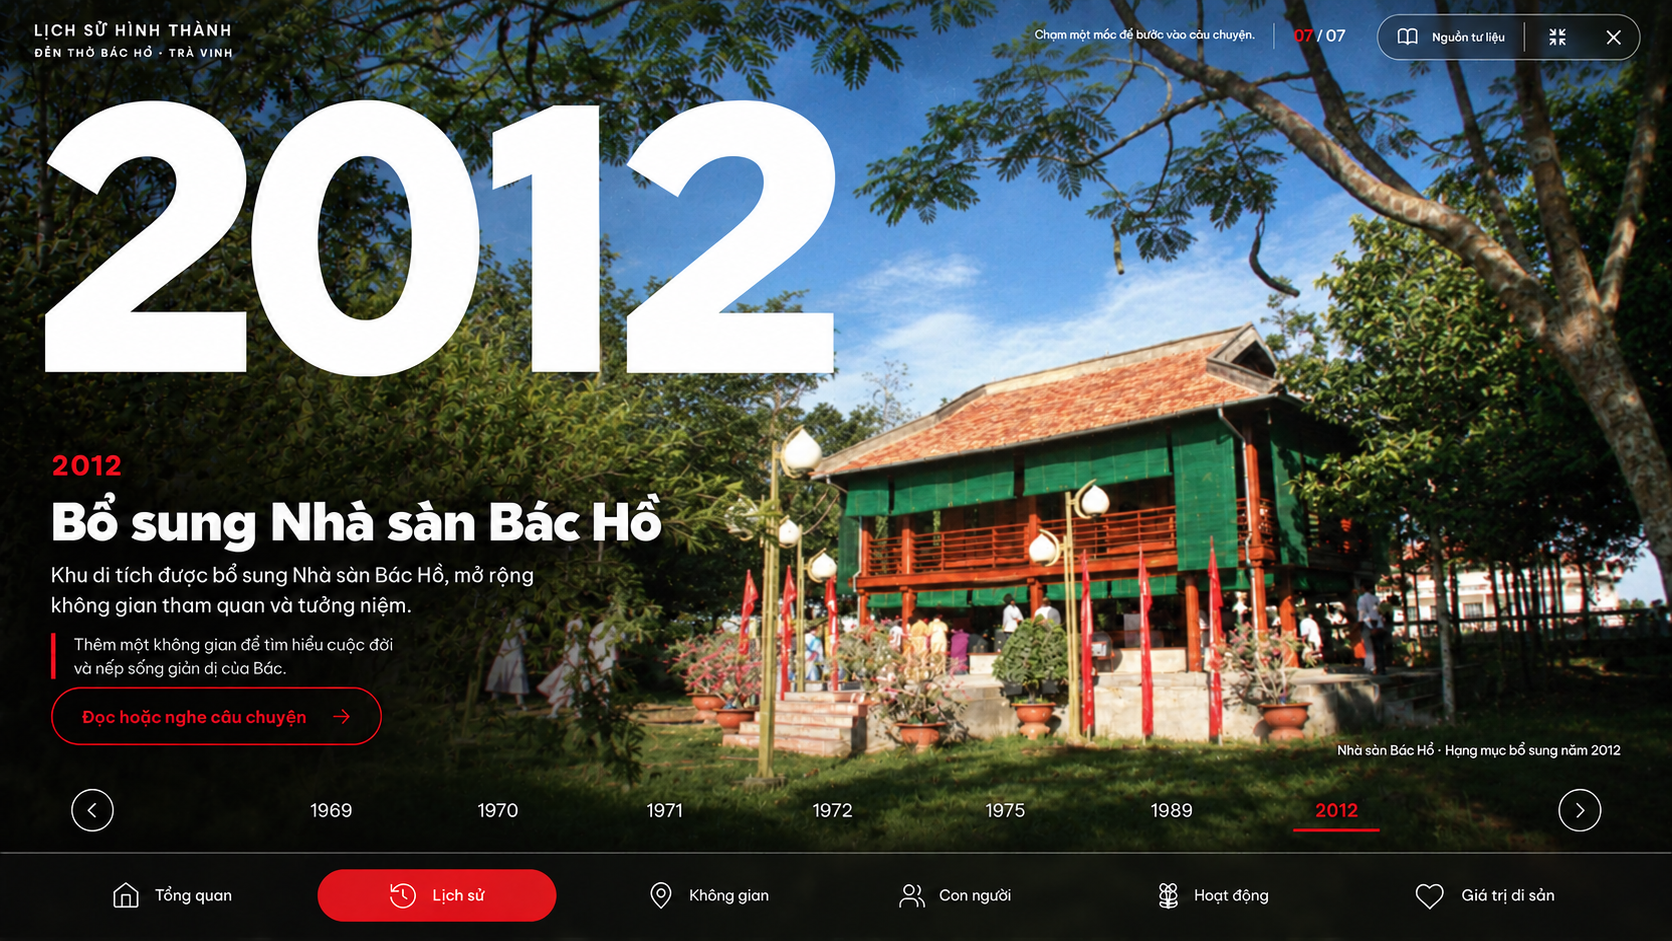 LỊCH SỬ HÌNH THÀNH
ĐỀN THỜ BÁC HỒ · TRÀ VINH
Chạm một mốc để bước vào câu chuyện.
07 / 07
Nguồn tư liệu
2012
2012
Bổ sung Nhà sàn Bác Hồ
Khu di tích được bổ sung Nhà sàn Bác Hồ, mở rộng
không gian tham quan và tưởng niệm.
Thêm một không gian để tìm hiểu cuộc đời
và nếp sống giản dị của Bác.
Đọc hoặc nghe câu chuyện
Nhà sàn Bác Hồ · Hạng mục bổ sung năm 2012
1969
1970
1971
1972
1975
1989
2012
Tổng quan
Lịch sử
Không gian
Con người
Hoạt động
Giá trị di sản